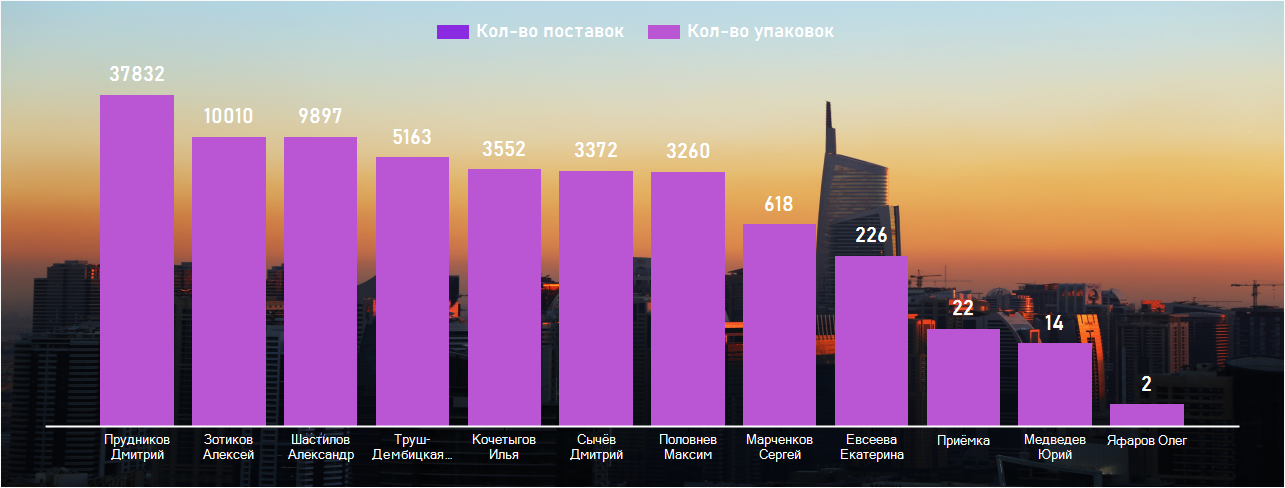 Кол-во поставок Кол-во упаковок
37832
10010
9897
5163
3552
3372
3260
618
226
22
14
2
Прудников
Дмитрий
Зотиков
Алексей
Шастилов
Александр
Труш-
Дембицкая...
Кочетыгов
Илья
Сычёв
Дмитрий
Половнев
Максим
Марченков
Сергей
Евсеева
Екатерина
Приёмка
Медведев
Юрий
Яфаров Олег